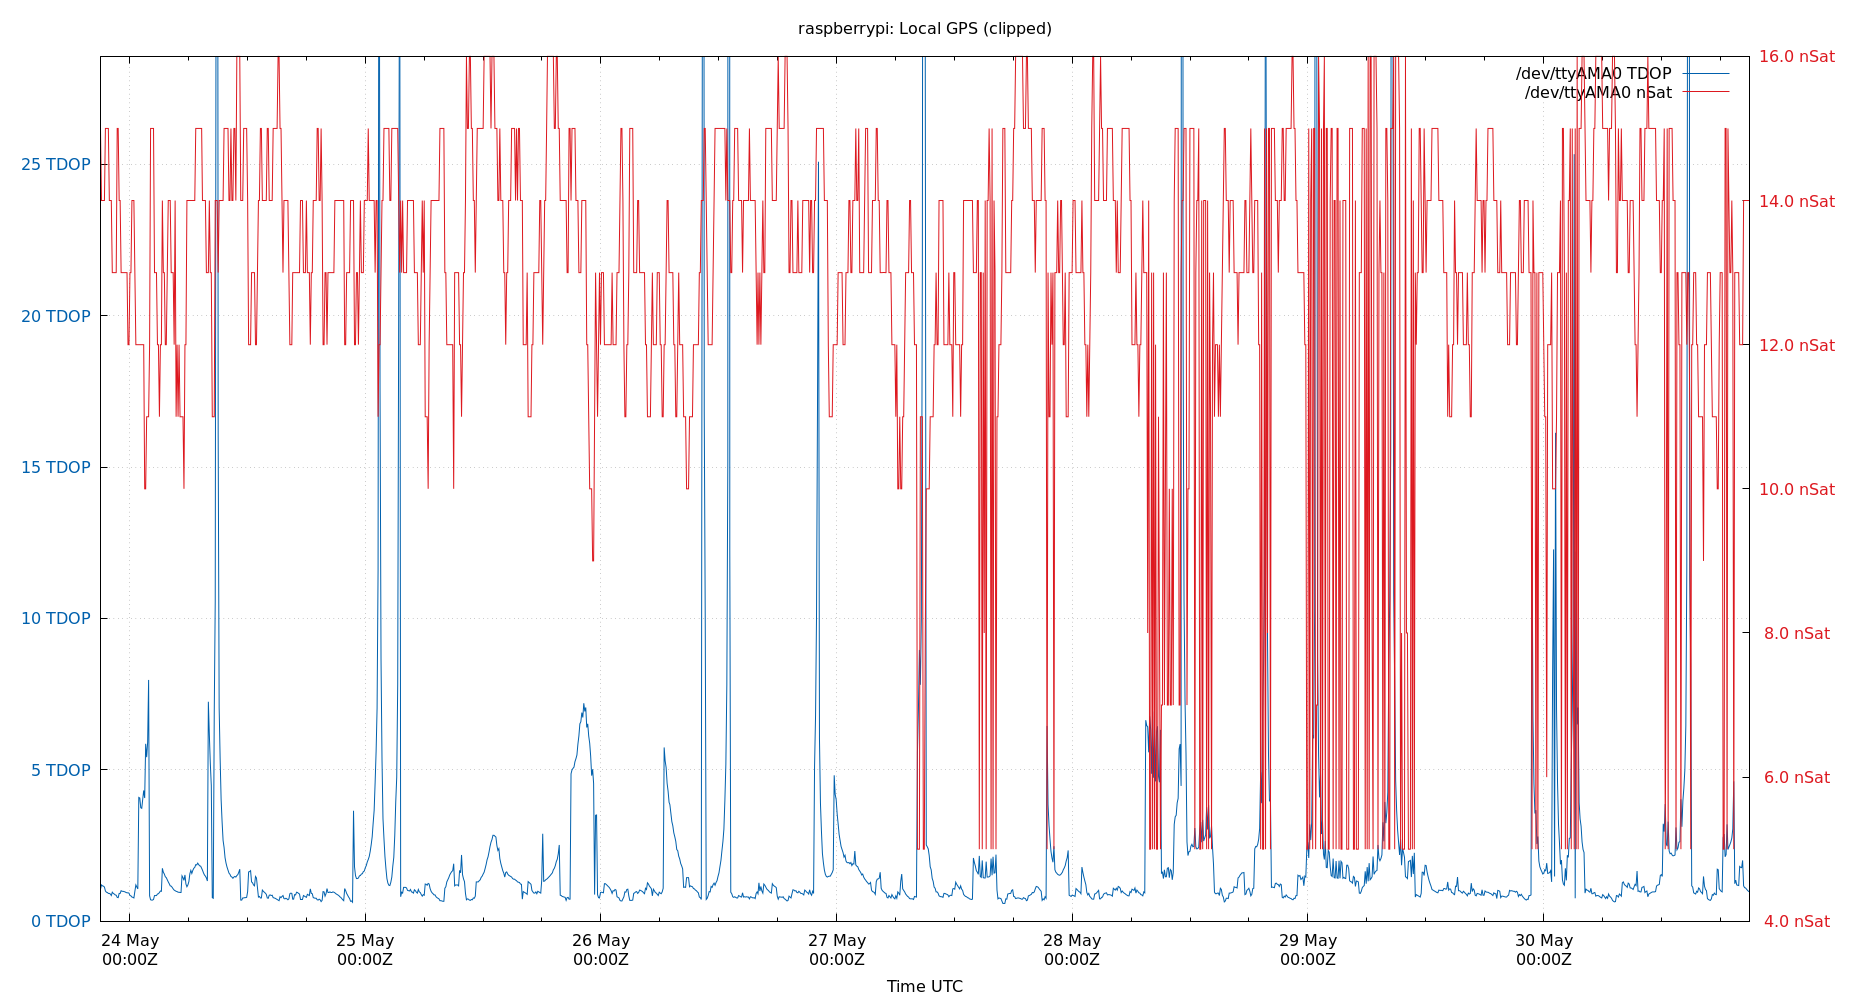 raspberrypi: Local GPS (clipped)
/dev/ttyAMA0 TDOP
/dev/ttyAMA0 nSat
25 TDOP
20 TDOP
15 TDOP
10 TDOP
5 TDOP
0 TDOP
16.0 nSat
14.0 nSat
12.0 nSat
10.0 nSat
8.0 nSat
6.0 nSat
4.0 nSat
24 May
00:00Z
25 May
00:00Z
26 May
00:00Z
27 May
00:00Z
28 May
00:00Z
29 May
00:00Z
30 May
00:00Z
Time UTC